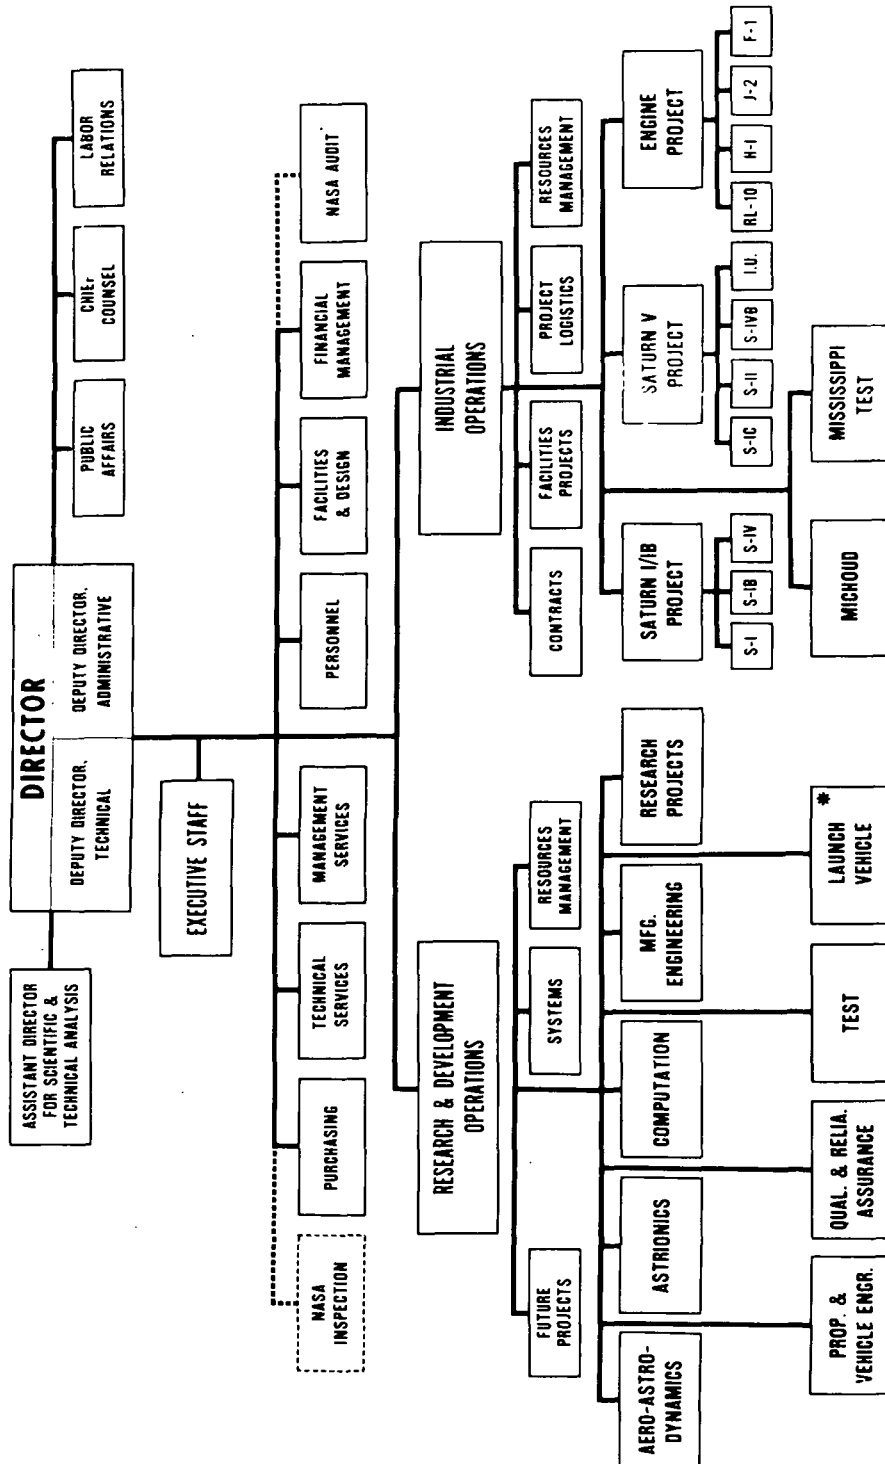 DIRECTOR
DEPUTY DIRECTOR,
TECHNICAL
DEPUTY DIRECTOR,
ADMINISTRATIVE
ASSISTANT DIRECTOR
FOR SCIENTIFIC &
TECHNICAL ANALYSIS
PUBLIC
AFFAIRS
CHIEF
COUNSEL
LABOR
RELATIONS
EXECUTIVE STAFF
NASA
INSPECTION
PURCHASING
TECHNICAL
SERVICES
MANAGEMENT
SERVICES
PERSONNEL
FACILITIES
& DESIGN
FINANCIAL
MANAGEMENT
NASA AUDIT
RESEARCH & DEVELOPMENT
OPERATIONS
INDUSTRIAL
OPERATIONS
FUTURE
PROJECTS
SYSTEMS
RESOURCES
MANAGEMENT
CONTRACTS
FACILITIES
PROJECTS
PROJECT
LOGISTICS
RESOURCES
MANAGEMENT
AERO-ASTRO-
DYNAMICS
ASTRIONICS
COMPUTATION
MFG.
ENGINEERING
RESEARCH
PROJECTS
SATURN I/IB
PROJECT
SATURN V
PROJECT
ENGINE
PROJECT
S-I
S-IB
S-IV
S-IC
S-II
S-IVB
I.U.
RL-10
H-I
J-2
F-1
PROP. &
VEHICLE ENGR.
QUAL. & RELIA.
ASSURANCE
TEST
LAUNCH *
VEHICLE
MICHOUD
MISSISSIPPI
TEST